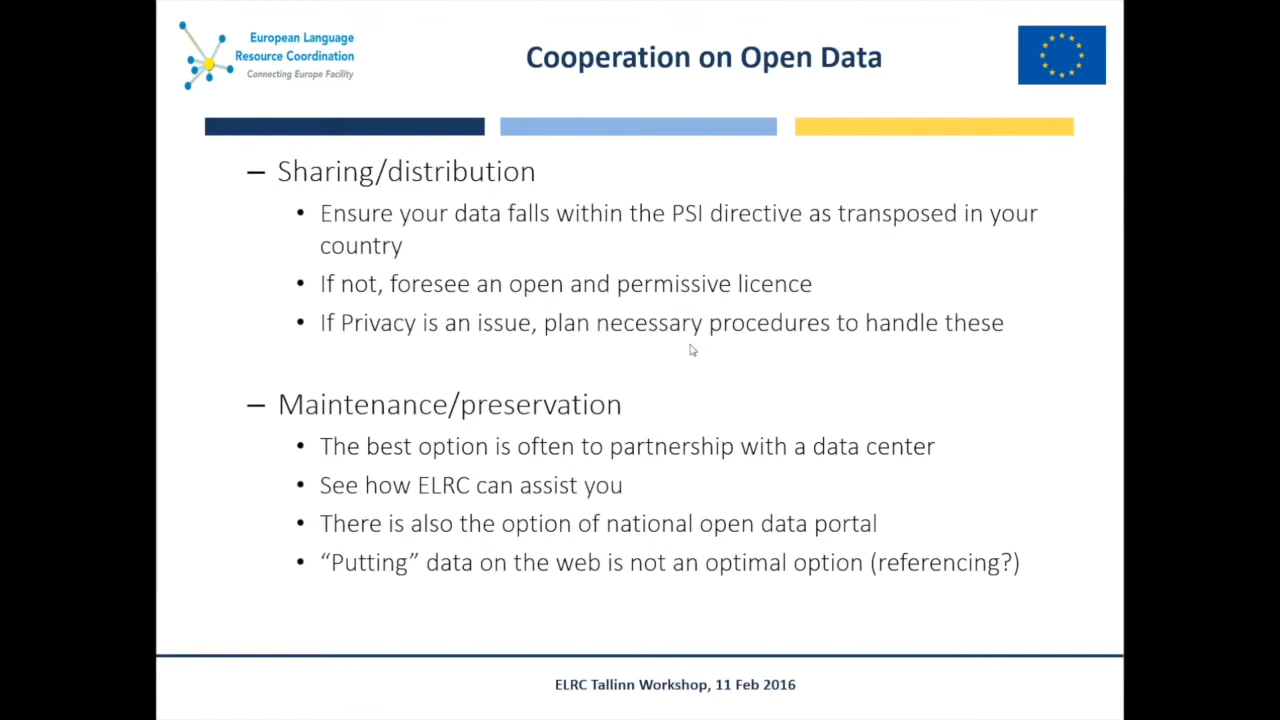 European Language
Resource Coordination
Connecting Europe Facility
Cooperation on Open Data
– Sharing/distribution
• Ensure your data falls within the PSI directive as transposed in your
country
• If not, foresee an open and permissive licence
• If Privacy is an issue, plan necessary procedures to handle these
– Maintenance/preservation
• The best option is often to partnership with a data center
• See how ELRC can assist you
• There is also the option of national open data portal
• “Putting” data on the web is not an optimal option (referencing?)
ELRC Tallinn Workshop, 11 Feb 2016